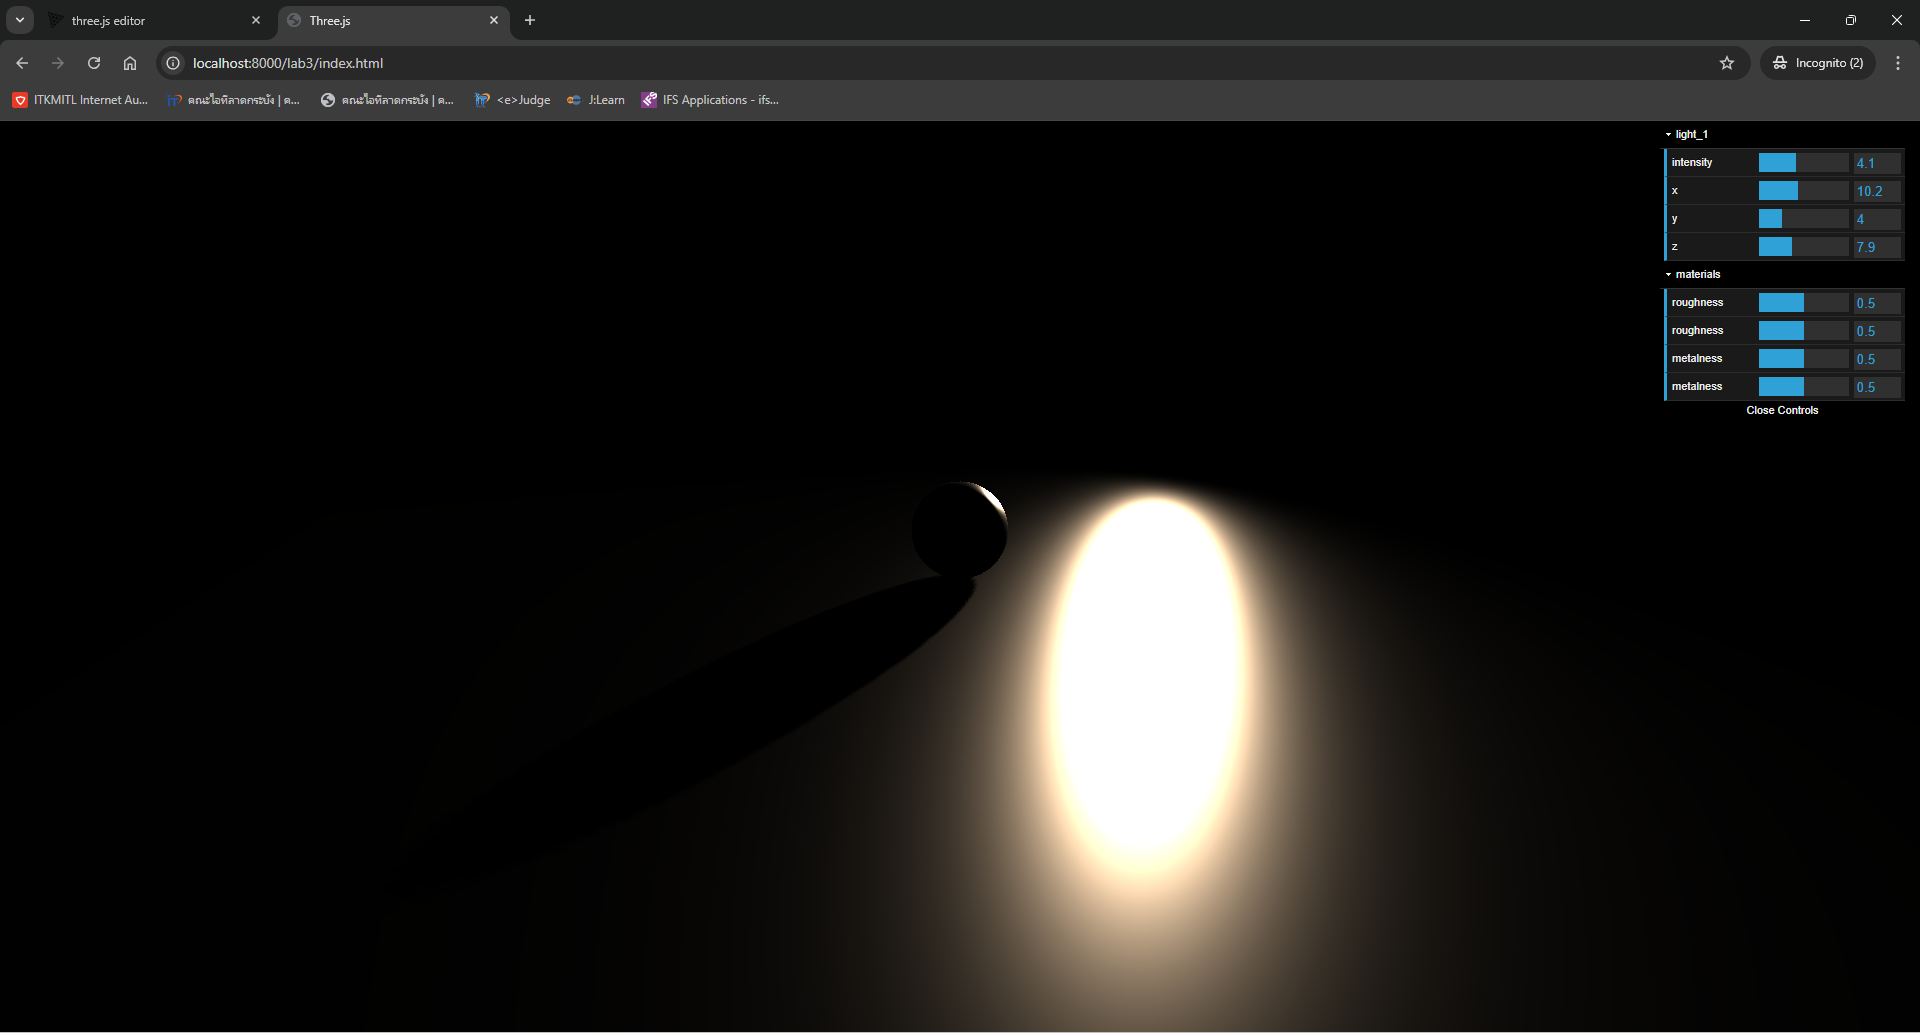 three.js editor
Three.js
localhost:8000/lab3/index.html
Incognito (2)
ITKMITL Internet Au...
คณะไอทีลาดกระบัง | ค...
คณะไอทีลาดกระบัง | ค...
<e>Judge
J:Learn
IFS Applications - ifs...
light_1
intensity 4.1
x 10.2
y 4
z 7.9
materials
roughness 0.5
roughness 0.5
metalness 0.5
metalness 0.5
Close Controls